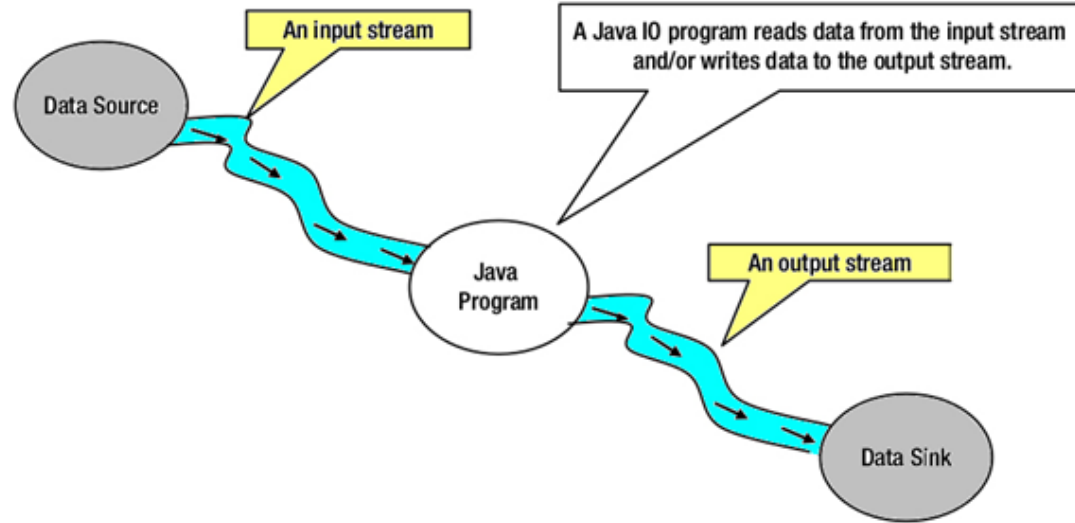 An input stream
A Java IO program reads data from the input stream
and/or writes data to the output stream.
Data Source
Java
Program
An output stream
Data Sink